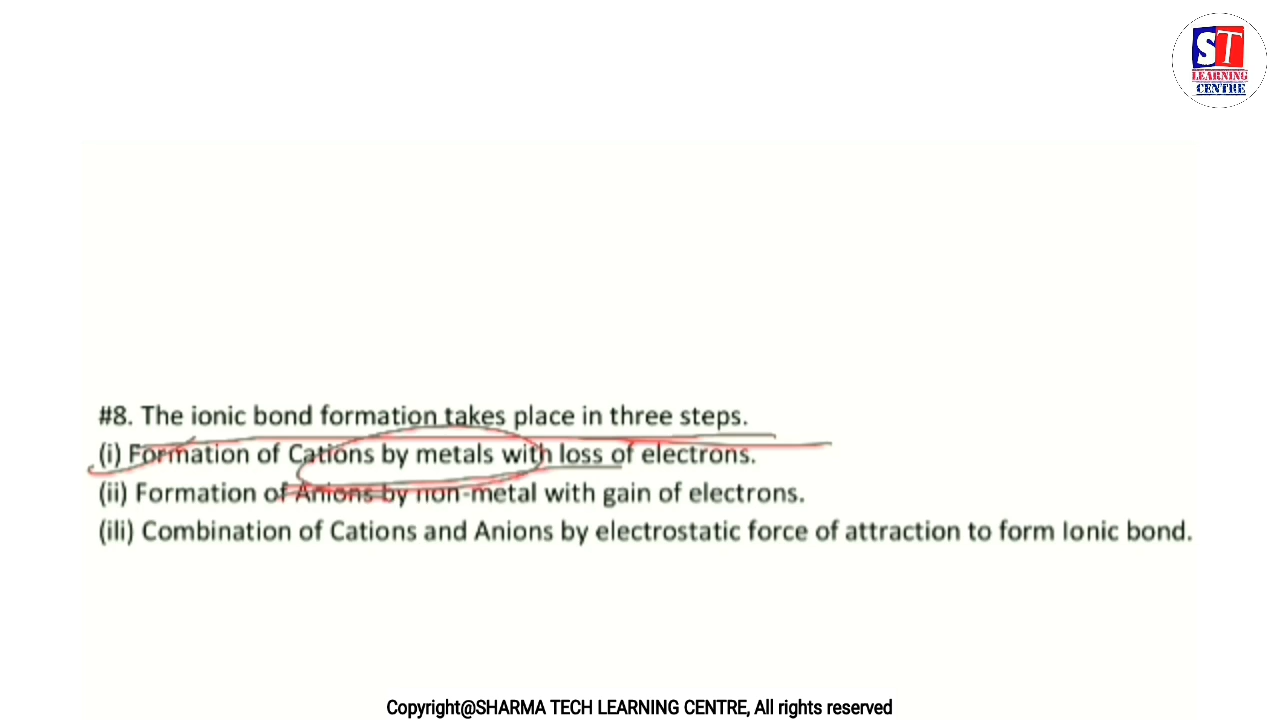 ST
LEARNING
CENTRE
#8. The ionic bond formation takes place in three steps.
(i) Formation of Cations by metals with loss of electrons.
(ii) Formation of Anions by non-metal with gain of electrons.
(ili) Combination of Cations and Anions by electrostatic force of attraction to form Ionic bond.
Copyright@SHARMA TECH LEARNING CENTRE, All rights reserved